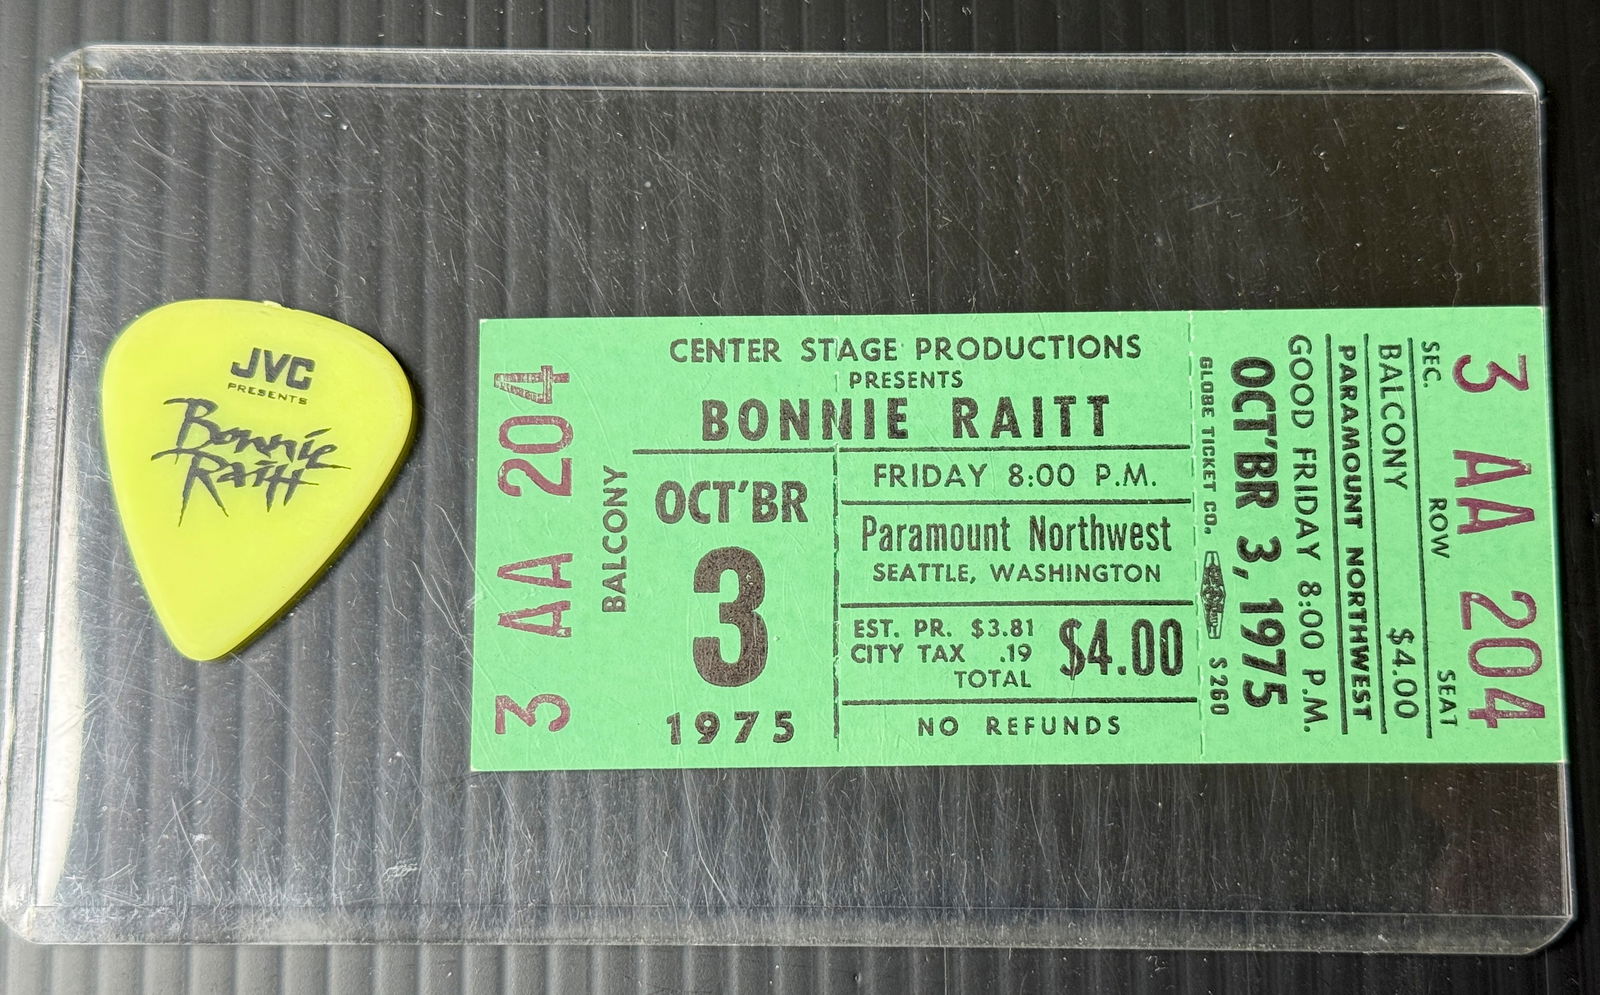 JVC
PRESENTS
Bonnie
Raitt
3 AA 204
BALCONY
CENTER STAGE PRODUCTIONS
PRESENTS
BONNIE RAITT
OCT'BR
3
1975
FRIDAY 8:00 P.M.
Paramount Northwest
SEATTLE, WASHINGTON
EST. PR. $3.81
CITY TAX .19
TOTAL
$4.00
NO REFUNDS
GLOBE TICKET CO. S260
OCT'BR 3, 1975
GOOD FRIDAY 8:00 P.M.
PARAMOUNT NORTHWEST
BALCONY $4.00
SEC. ROW SEAT
3 AA 204